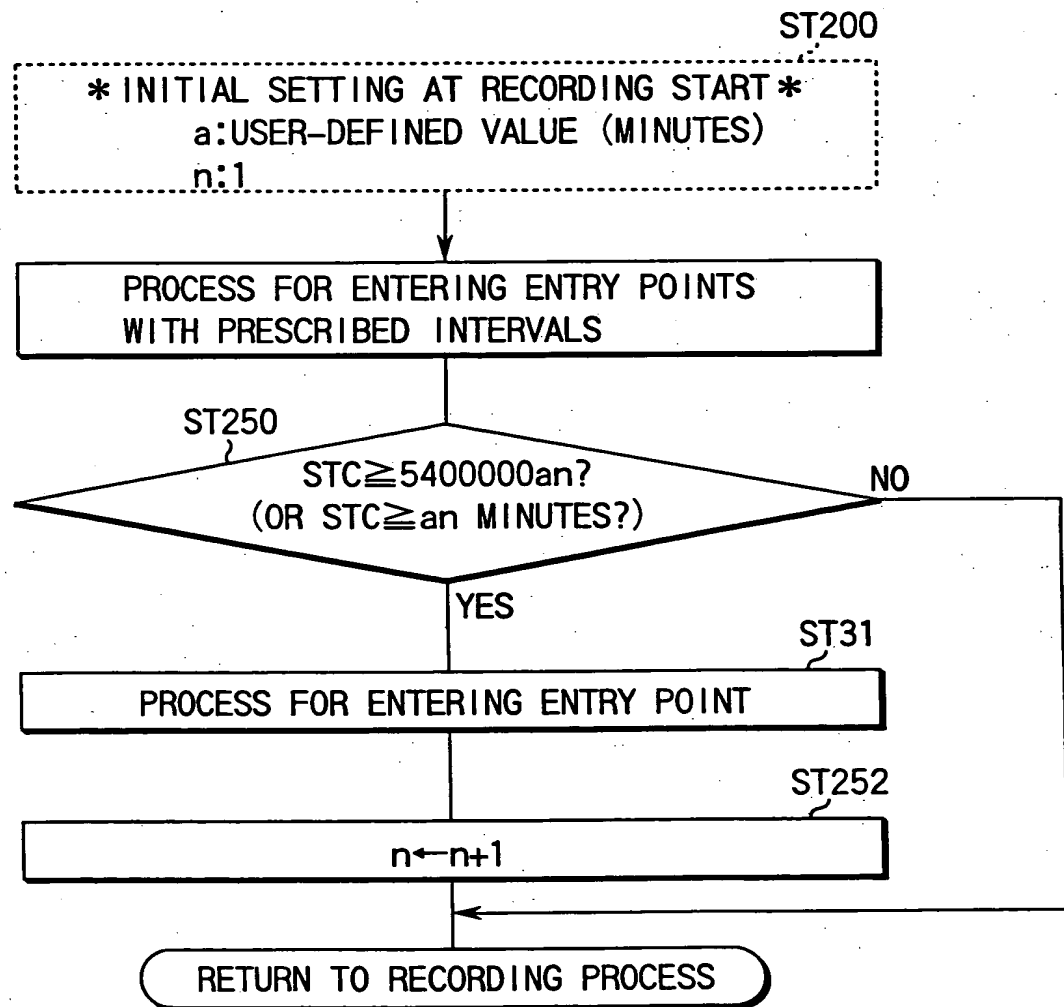 ST200
*INITIAL SETTING AT RECORDING START*
a:USER-DEFINED VALUE (MINUTES)
n:1
PROCESS FOR ENTERING ENTRY POINTS
WITH PRESCRIBED INTERVALS
ST250
STC≧5400000an?
(OR STC≧an MINUTES?)
NO
YES
ST31
PROCESS FOR ENTERING ENTRY POINT
ST252
n←n+1
RETURN TO RECORDING PROCESS